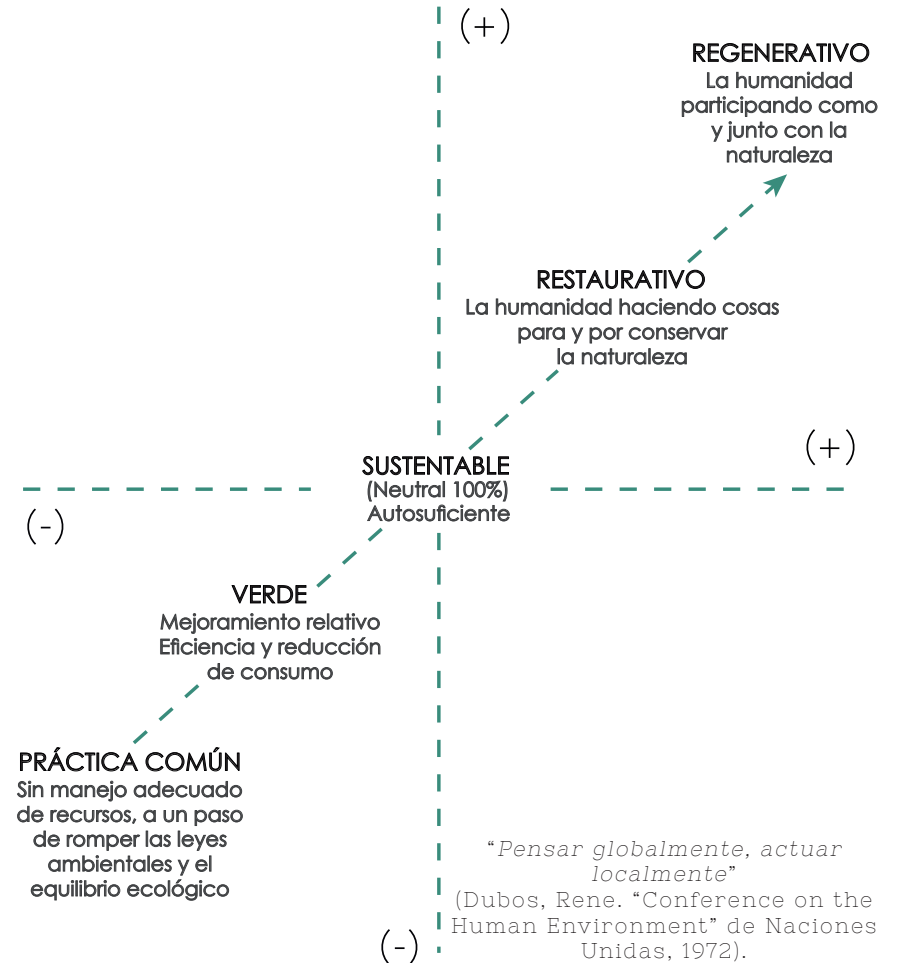 (+)
REGENERATIVO
La humanidad
participando como
y junto con la
naturaleza
RESTAURATIVO
La humanidad haciendo cosas
para y por conservar
la naturaleza
(+)
SUSTENTABLE
(Neutral 100%)
Autosuficiente
(-)
VERDE
Mejoramiento relativo
Eficiencia y reducción
de consumo
PRÁCTICA COMÚN
Sin manejo adecuado
de recursos, a un paso
de romper las leyes
ambientales y el
equilibrio ecológico
“Pensar globalmente, actuar
localmente”
(Dubos, Rene. “Conference on the
Human Environment” de Naciones
Unidas, 1972).
(-)